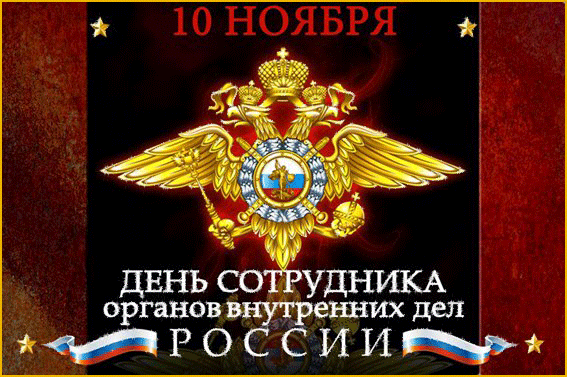 10 НОЯБРЯ
ДЕНЬ СОТРУДНИКА
органов внутренних дел
РОССИИ